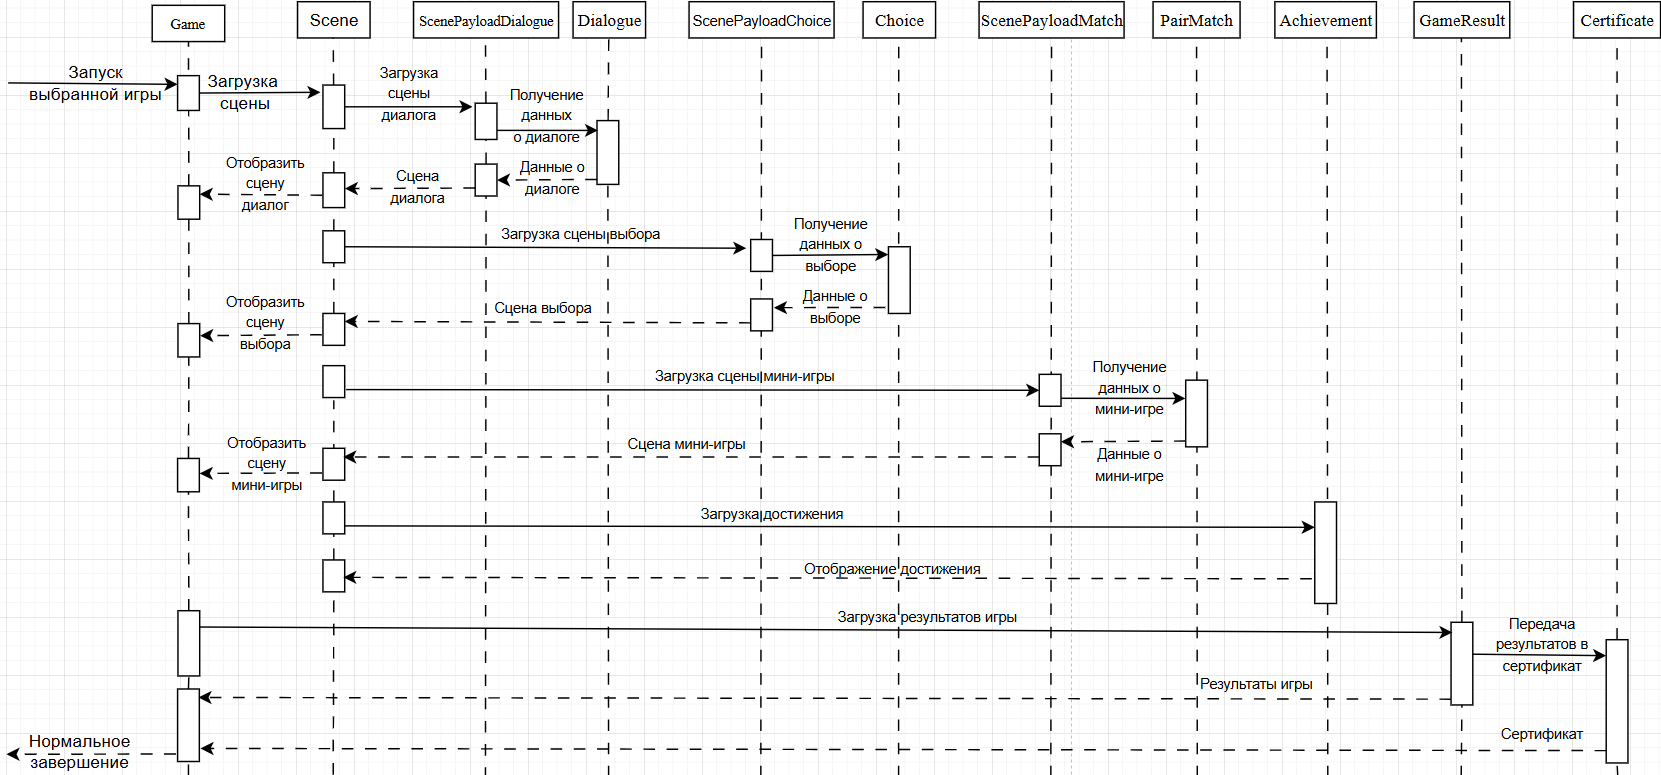 Game
Scene
ScenePayloadDialogue
Dialogue
ScenePayloadChoice
Choice
ScenePayloadMatch
PairMatch
Achievement
GameResult
Certificate
Запуск
выбранной игры
Загрузка
сцены
Загрузка
сцены
диалога
Получение
данных
о диалоге
Данные о
диалоге
Сцена
диалога
Отобразить
сцену
диалог
Загрузка сцены выбора
Получение
данных о
выборе
Данные о
выборе
Сцена выбора
Отобразить
сцену
выбора
Загрузка сцены мини-игры
Получение
данных о
мини-игре
Данные о
мини-игре
Сцена мини-игры
Отобразить
сцену
мини-игры
Загрузка достижения
Отображение достижения
Загрузка результатов игры
Передача
результатов в
сертификат
Результаты игры
Сертификат
Нормальное
завершение